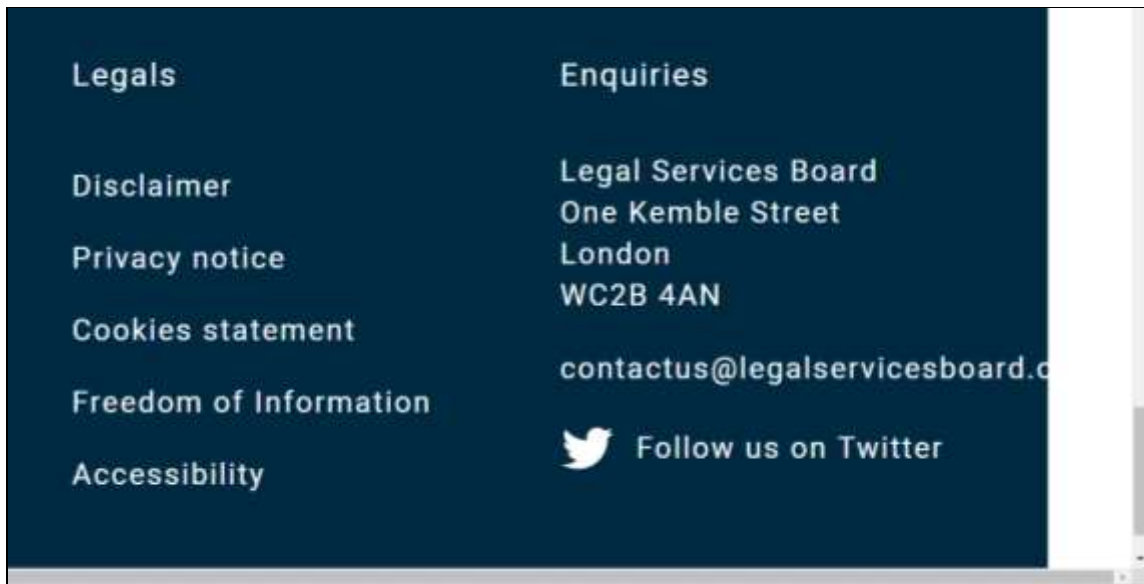 Legals
Disclaimer
Privacy notice
Cookies statement
Freedom of Information
Accessibility
Enquiries
Legal Services Board
One Kemble Street
London
WC2B 4AN
contactus@legalservicesboard.
Follow us on Twitter